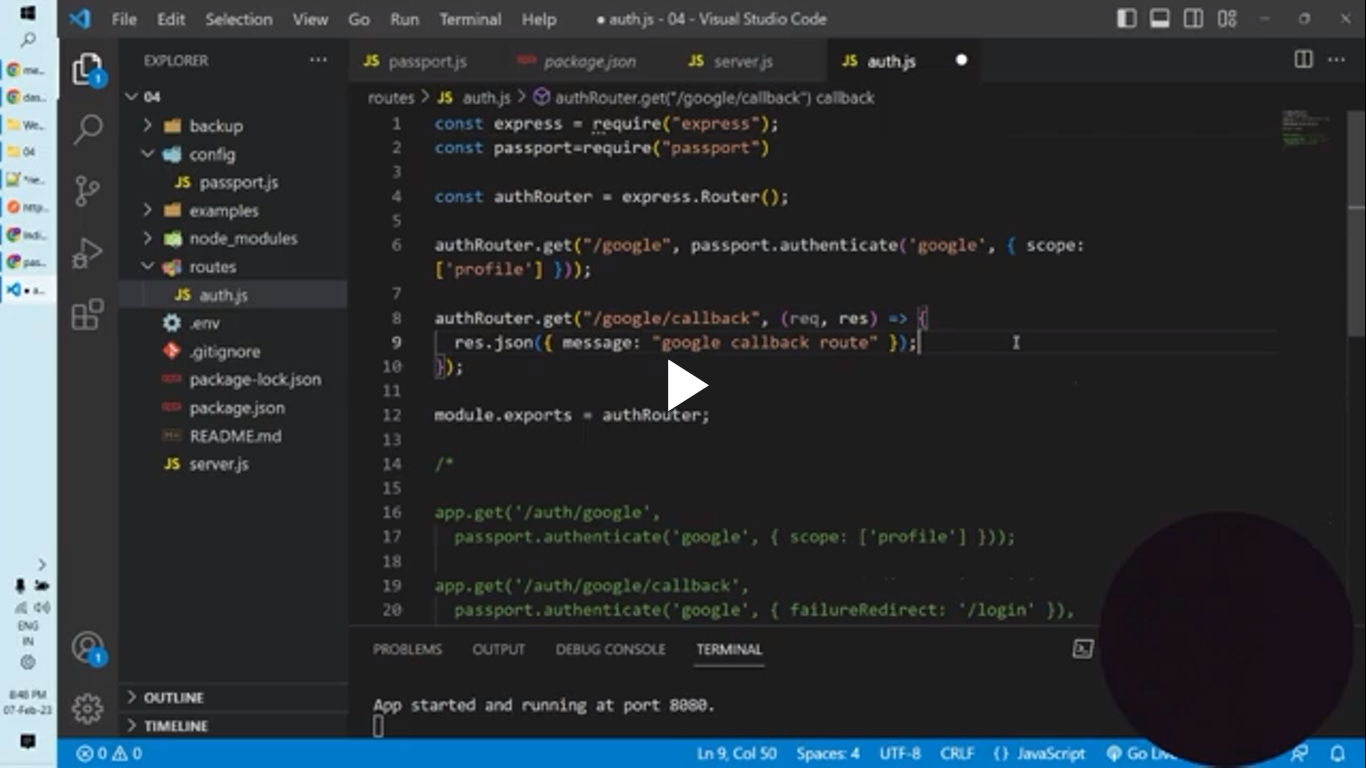 File Edit Selection View Go Run Terminal Help
● auth.js - 04 - Visual Studio Code
EXPLORER
passport.js
package.json
server.js
auth.js
routes > JS auth.js > authRouter.get("/google/callback") callback
04
backup
config
JS passport.js
examples
node_modules
routes
JS auth.js
.env
.gitignore
package-lock.json
package.json
README.md
JS server.js
OUTLINE
TIMELINE
1 const express = require("express");
2 const passport=require("passport")
3
4 const authRouter = express.Router();
5
6 authRouter.get("/google", passport.authenticate('google', { scope:
['profile'] }));
7
8 authRouter.get("/google/callback", (req, res) => {
9 res.json({ message: "google callback route" });
10 });
11
12 module.exports = authRouter;
13
14 /*
15
16 app.get('/auth/google',
17 passport.authenticate('google', { scope: ['profile'] }));
18
19 app.get('/auth/google/callback',
20 passport.authenticate('google', { failureRedirect: '/login' }),
PROBLEMS OUTPUT DEBUG CONSOLE TERMINAL
App started and running at port 8080.
04
ENG
IN
8:48 PM
07-Feb-23
0 0
Ln 9, Col 50 Spaces: 4 UTF-8 CRLF {} JavaScript Go Live